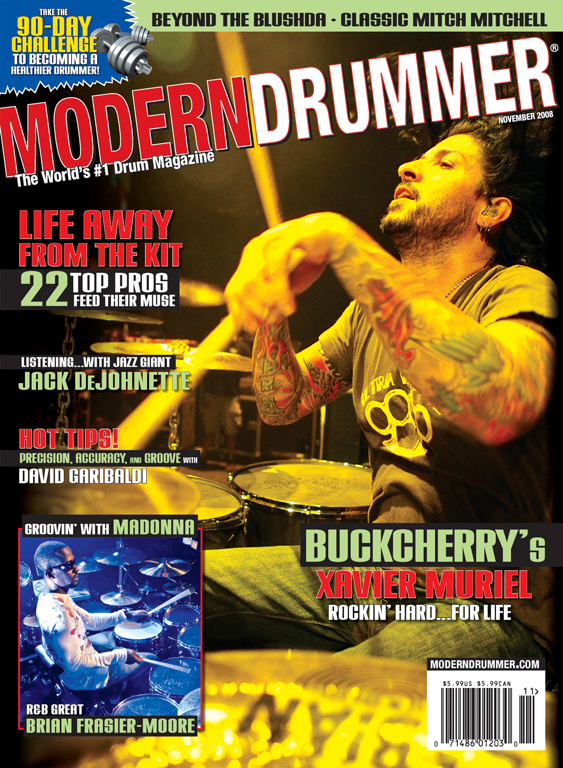 TAKE THE
90-DAY
CHALLENGE
TO BECOMING A
HEALTHIER DRUMMER!
BEYOND THE BLUSHDA · CLASSIC MITCH MITCHELL
MODERN DRUMMER®
NOVEMBER 2008
The World's #1 Drum Magazine
LIFE AWAY
FROM THE KIT
22 TOP PROS
FEED THEIR MUSE
LISTENING...WITH JAZZ GIANT
JACK DEJOHNETTE
HOT TIPS!
PRECISION, ACCURACY, AND GROOVE WITH
DAVID GARIBALDI
GROOVIN' WITH MADONNA
R&B GREAT
BRIAN FRASIER-MOORE
BUCKCHERRY'S
XAVIER MURIEL
ROCKIN' HARD...FOR LIFE
MODERNDRUMMER.COM
$5.99US $5.99CAN
11>
0 71486 01203 0